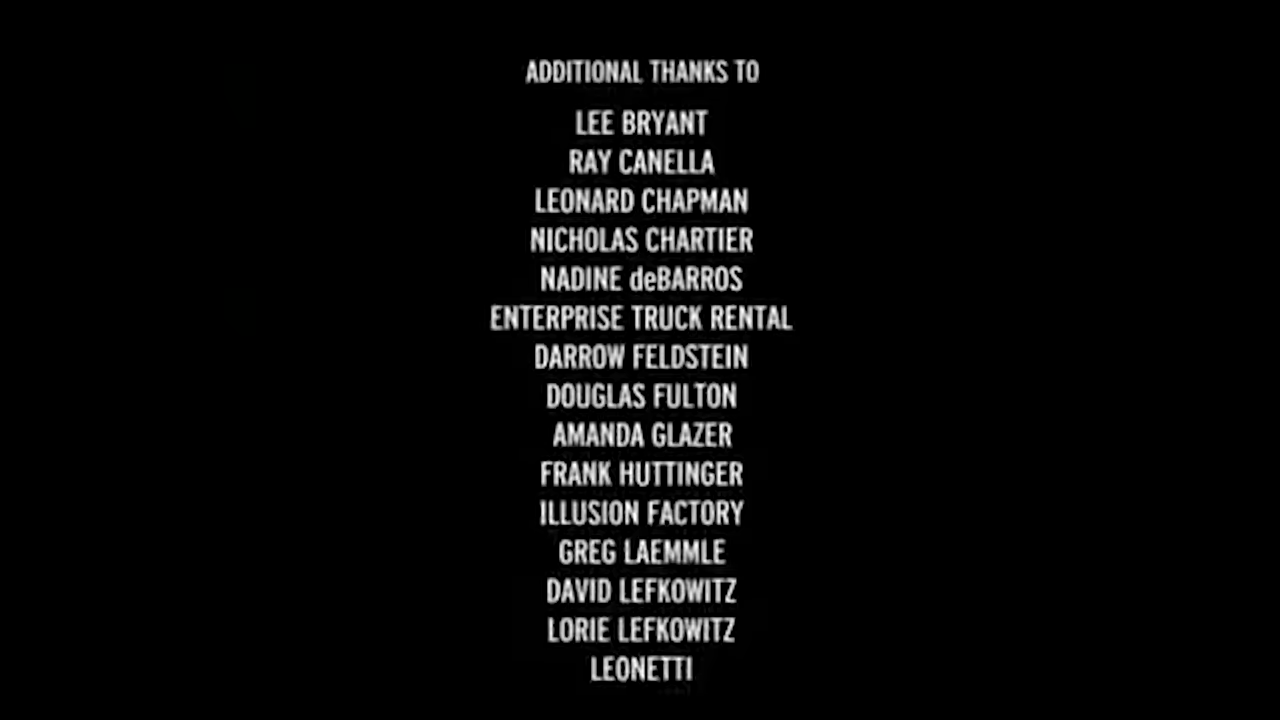 ADDITIONAL THANKS TO
LEE BRYANT
RAY CANELLA
LEONARD CHAPMAN
NICHOLAS CHARTIER
NADINE deBARROS
ENTERPRISE TRUCK RENTAL
DARROW FELDSTEIN
DOUGLAS FULTON
AMANDA GLAZER
FRANK HUTTINGER
ILLUSION FACTORY
GREG LAEMMLE
DAVID LEFKOWITZ
LORIE LEFKOWITZ
LEONETTI